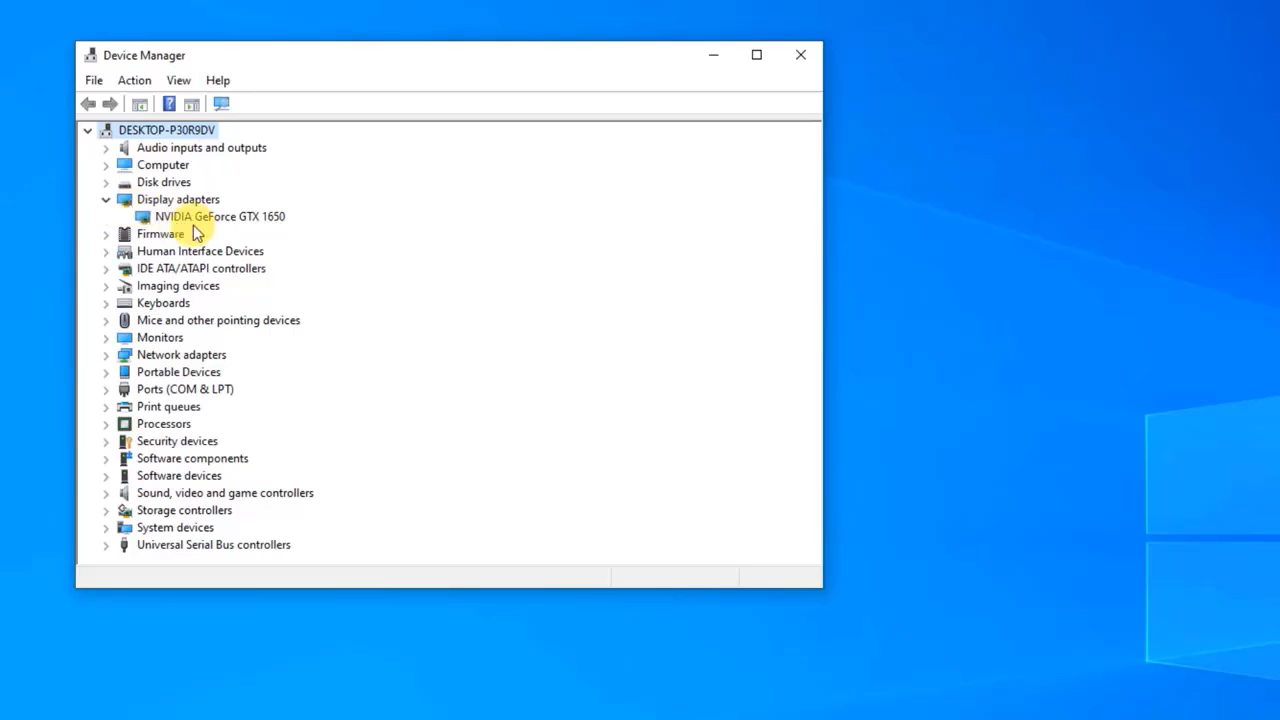 Device Manager
File Action View Help
DESKTOP-P30R9DV
Audio inputs and outputs
Computer
Disk drives
Display adapters
NVIDIA GeForce GTX 1650
Firmware
Human Interface Devices
IDE ATA/ATAPI controllers
Imaging devices
Keyboards
Mice and other pointing devices
Monitors
Network adapters
Portable Devices
Ports (COM & LPT)
Print queues
Processors
Security devices
Software components
Software devices
Sound, video and game controllers
Storage controllers
System devices
Universal Serial Bus controllers